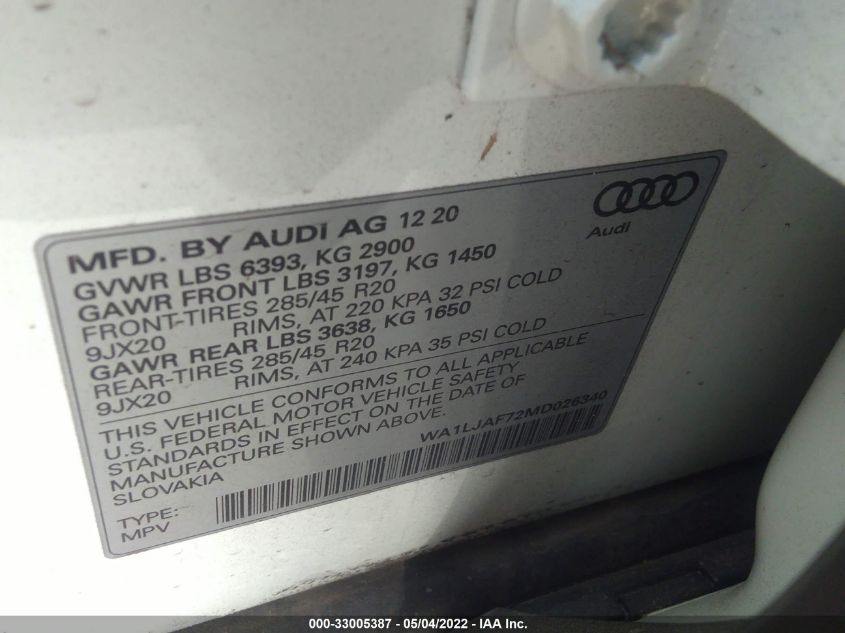 MFD. BY AUDI AG 12 20
Audi
GVWR LBS 6393, KG 2900
GAWR FRONT LBS 3197, KG 1450
FRONT-TIRES 285/45 R20
9JX20 RIMS, AT 220 KPA 32 PSI COLD
GAWR REAR LBS 3638, KG 1650
REAR-TIRES 285/45 R20
9JX20 RIMS, AT 240 KPA 35 PSI COLD
THIS VEHICLE CONFORMS TO ALL APPLICABLE
U.S. FEDERAL MOTOR VEHICLE SAFETY
STANDARDS IN EFFECT ON THE DATE OF
MANUFACTURE SHOWN ABOVE.
SLOVAKIA
WA1LJAF72MD026340
TYPE:
MPV
000-33005387 - 05/04/2022 - IAA Inc.